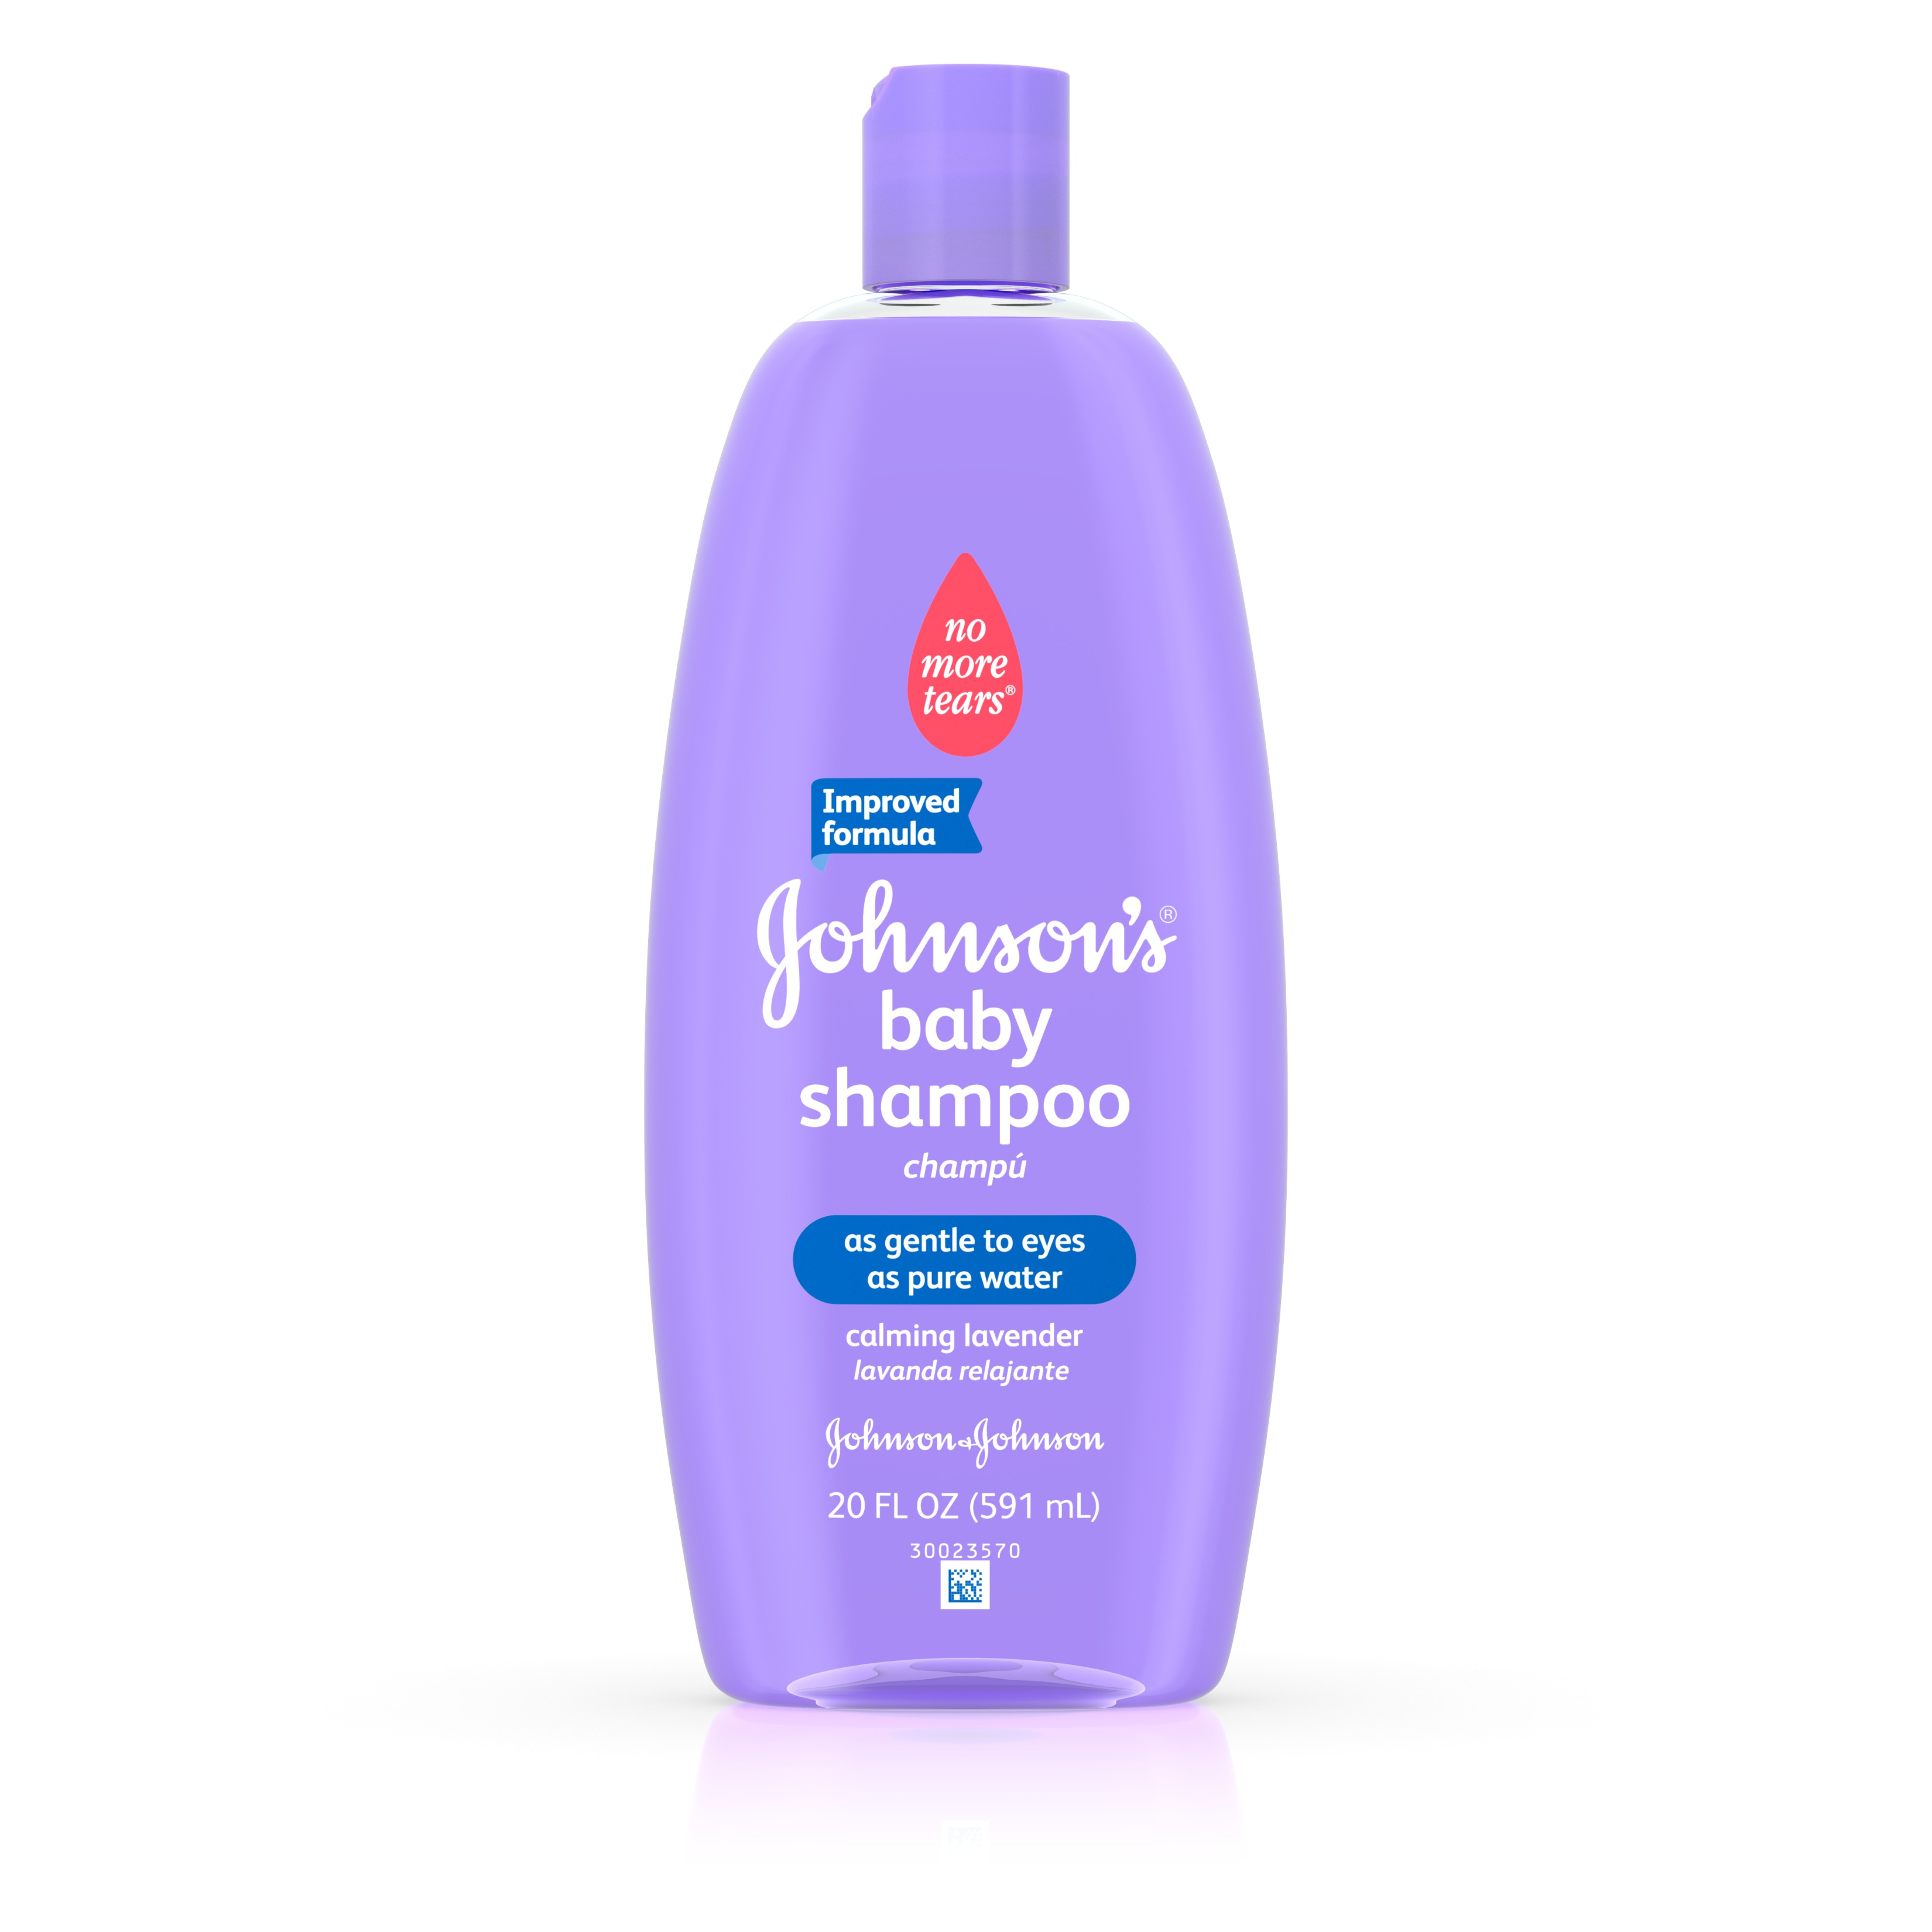 no
more
tears®
Improved
formula
Johnson's®
baby
shampoo
champú
as gentle to eyes
as pure water
calming lavender
lavanda relajante
Johnson & Johnson
20 FL OZ (591 mL)
30023570